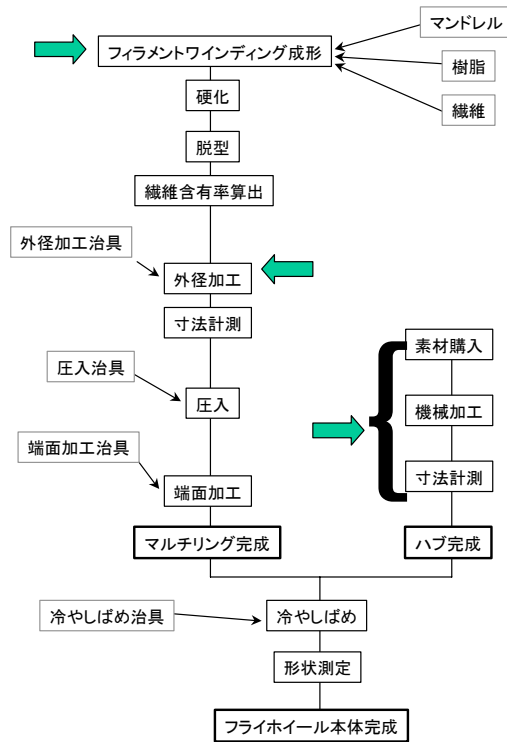 マンドレル
フィラメントワインディング成形
樹脂
硬化
繊維
脱型
繊維含有率算出
外径加工治具
外径加工
寸法計測
素材購入
圧入治具
圧入
機械加工
端面加工治具
寸法計測
端面加工
マルチリング完成
ハブ完成
冷やしばめ治具
冷やしばめ
形状測定
フライホイール本体完成